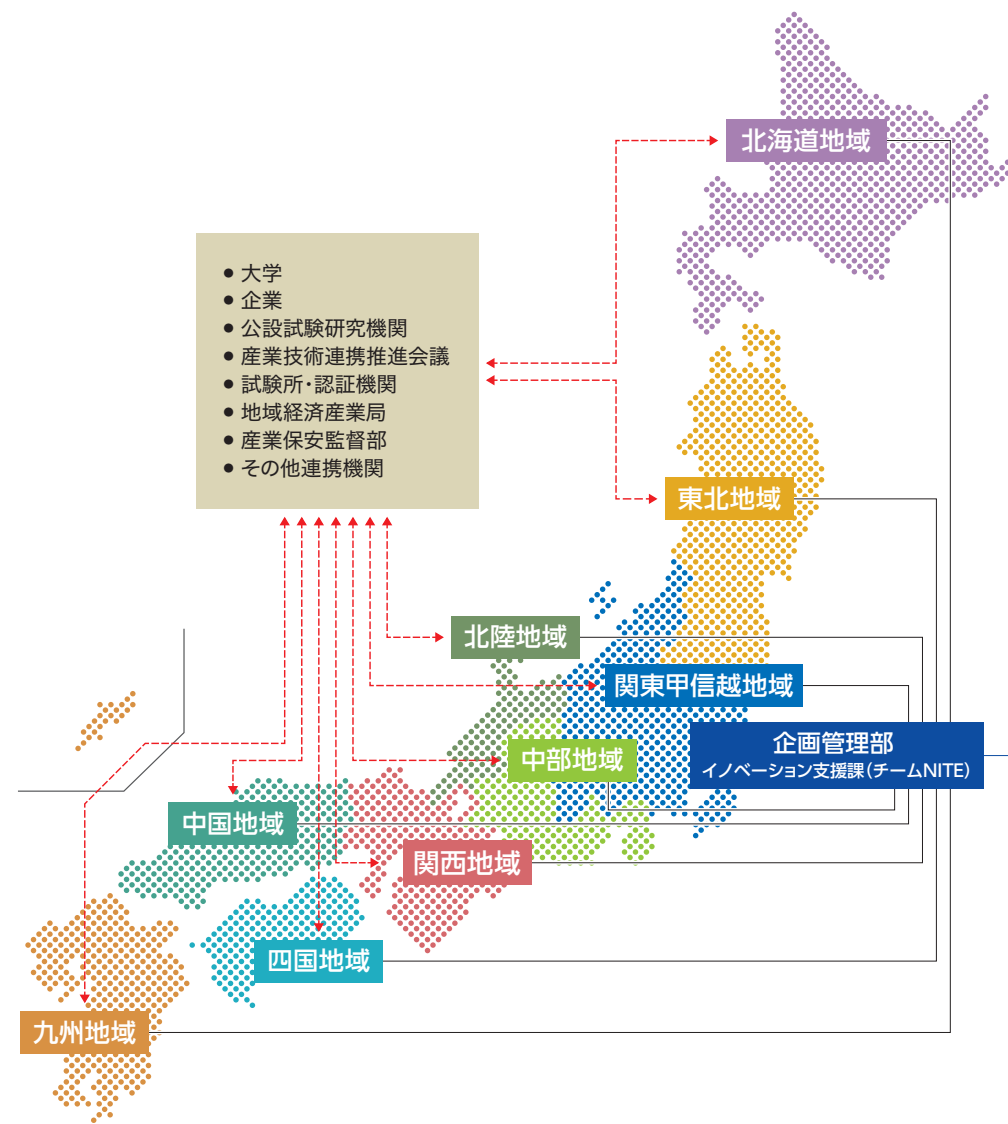 北海道地域
● 大学
● 企業
● 公設試験研究機関
● 産業技術連携推進会議
● 試験所・認証機関
● 地域経済産業局
● 産業保安監督部
● その他連携機関
東北地域
北陸地域
関東甲信越地域
企画管理部
イノベーション支援課(チームNITE)
中部地域
中国地域
関西地域
四国地域
九州地域